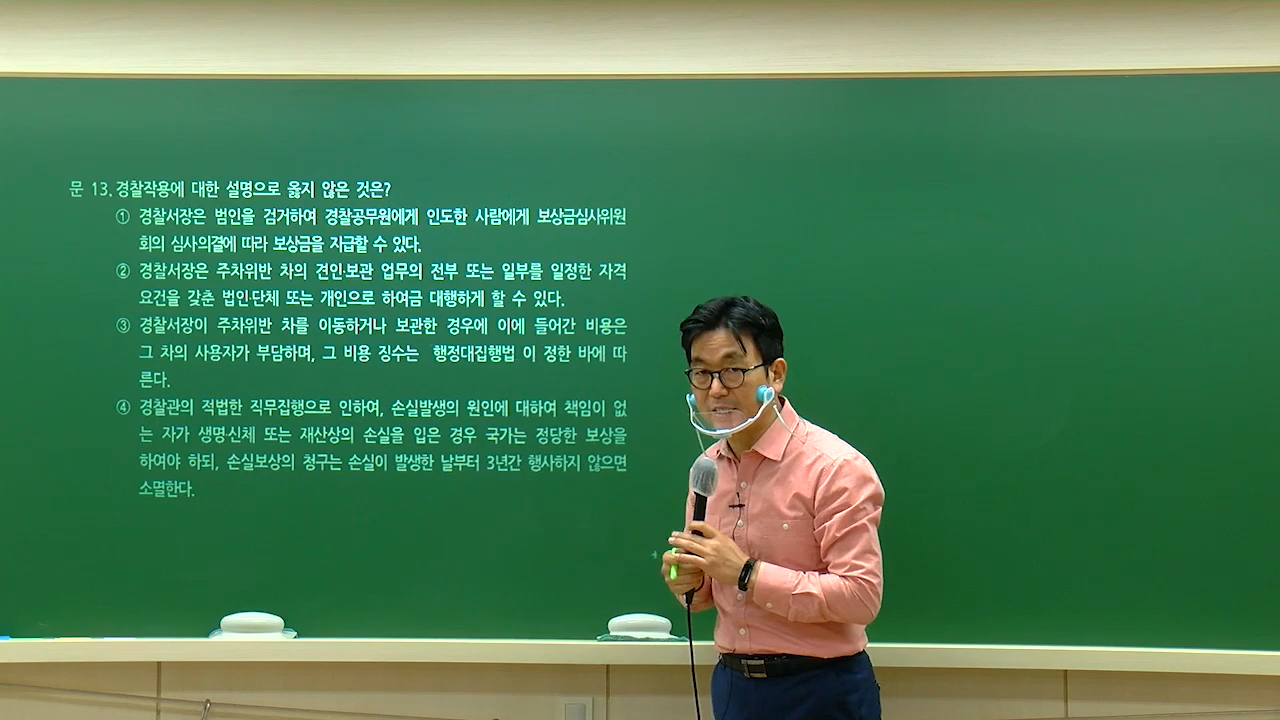 문 13. 경찰작용에 대한 설명으로 옳지 않은 것은?
① 경찰서장은 범인을 검거하여 경찰공무원에게 인도한 사람에게 보상금심사위원
회의 심사의결에 따라 보상금을 지급할 수 있다.
② 경찰서장은 주차위반 차의 견인·보관 업무의 전부 또는 일부를 일정한 자격
요건을 갖춘 법인·단체 또는 개인으로 하여금 대행하게 할 수 있다.
③ 경찰서장이 주차위반 차를 이동하거나 보관한 경우에 이에 들어간 비용은
그 차의 사용자가 부담하며, 그 비용 징수는 행정대집행법 이 정한 바에 따
른다.
④ 경찰관의 적법한 직무집행으로 인하여, 손실발생의 원인에 대하여 책임이 없
는 자가 생명·신체 또는 재산상의 손실을 입은 경우 국가는 정당한 보상을
하여야 하되, 손실보상의 청구는 손실이 발생한 날부터 3년간 행사하지 않으면
소멸한다.